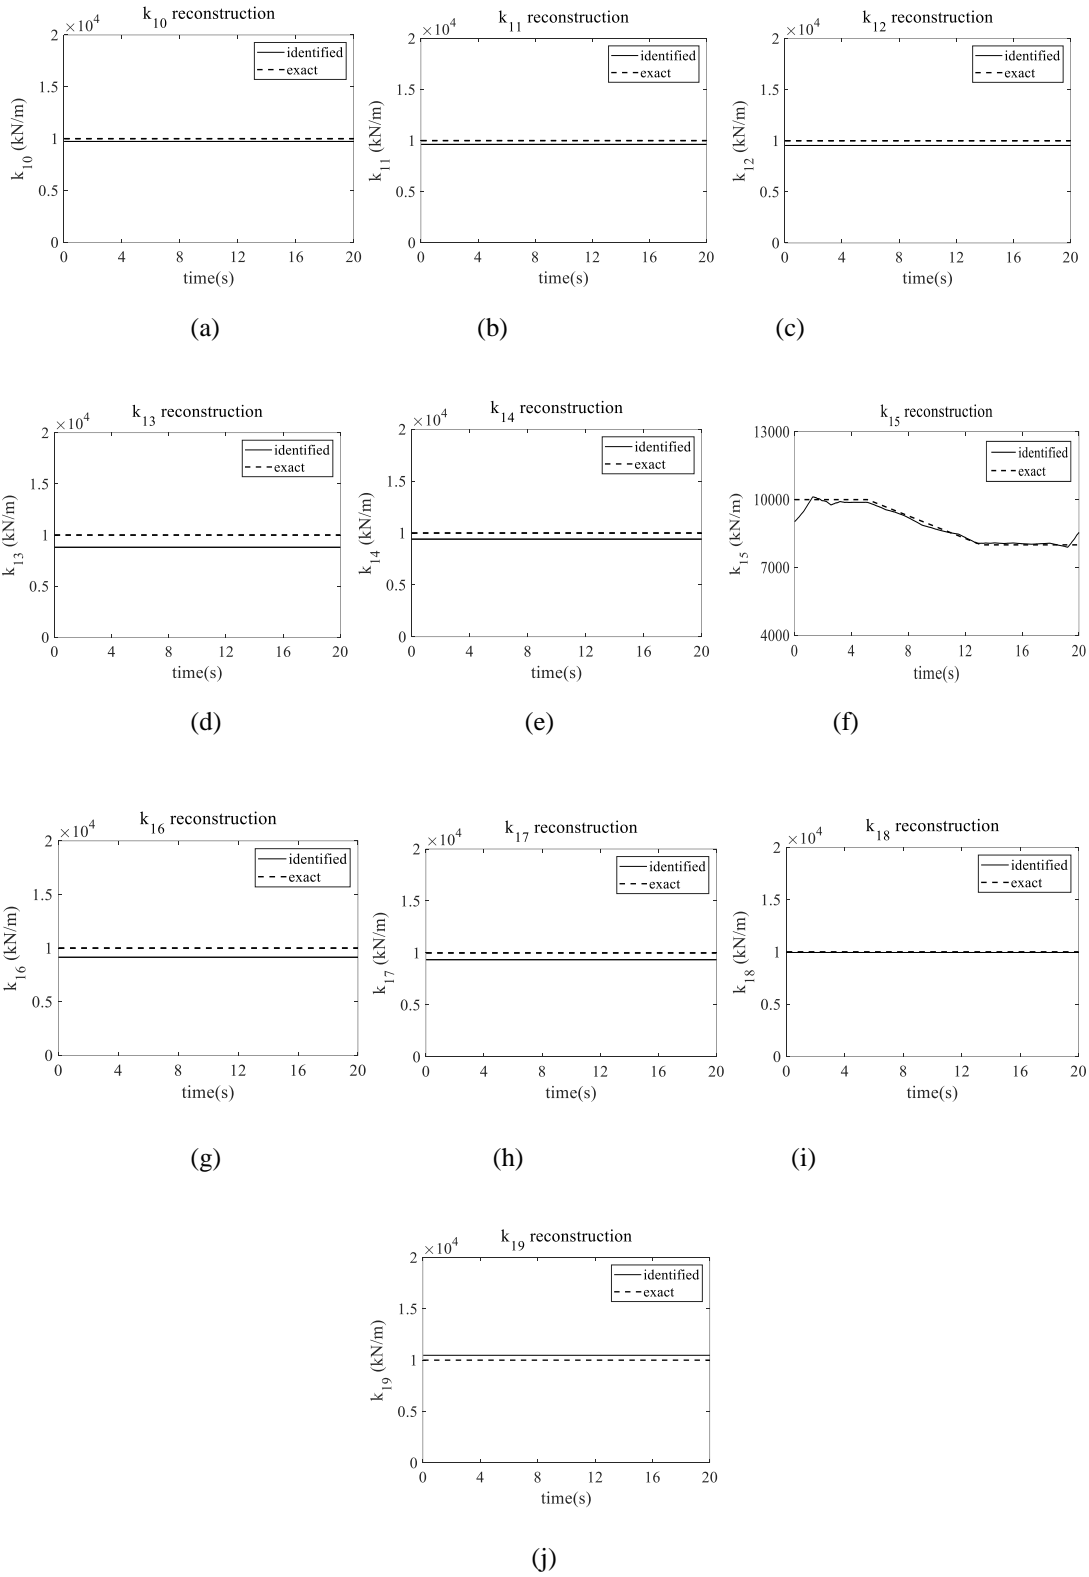 k10 reconstruction
×10^4
2
1.5
1
0.5
0
k10 (kN/m)
identified
exact
0 4 8 12 16 20
time(s)
(a)
k11 reconstruction
×10^4
2
1.5
1
0.5
0
k11 (kN/m)
identified
exact
0 4 8 12 16 20
time(s)
(b)
k12 reconstruction
×10^4
2
1.5
1
0.5
0
k12 (kN/m)
identified
exact
0 4 8 12 16 20
time(s)
(c)
k13 reconstruction
×10^4
2
1.5
1
0.5
0
k13 (kN/m)
identified
exact
0 4 8 12 16 20
time(s)
(d)
k14 reconstruction
×10^4
2
1.5
1
0.5
0
k14 (kN/m)
identified
exact
0 4 8 12 16 20
time(s)
(e)
k15 reconstruction
13000
10000
7000
4000
k15 (kN/m)
identified
exact
0 4 8 12 16 20
time(s)
(f)
k16 reconstruction
×10^4
2
1.5
1
0.5
0
k16 (kN/m)
identified
exact
0 4 8 12 16 20
time(s)
(g)
k17 reconstruction
×10^4
2
1.5
1
0.5
0
k17 (kN/m)
identified
exact
0 4 8 12 16 20
time(s)
(h)
k18 reconstruction
×10^4
2
1.5
1
0.5
0
k18 (kN/m)
identified
exact
0 4 8 12 16 20
time(s)
(i)
k19 reconstruction
×10^4
2
1.5
1
0.5
0
k19 (kN/m)
identified
exact
0 4 8 12 16 20
time(s)
(j)